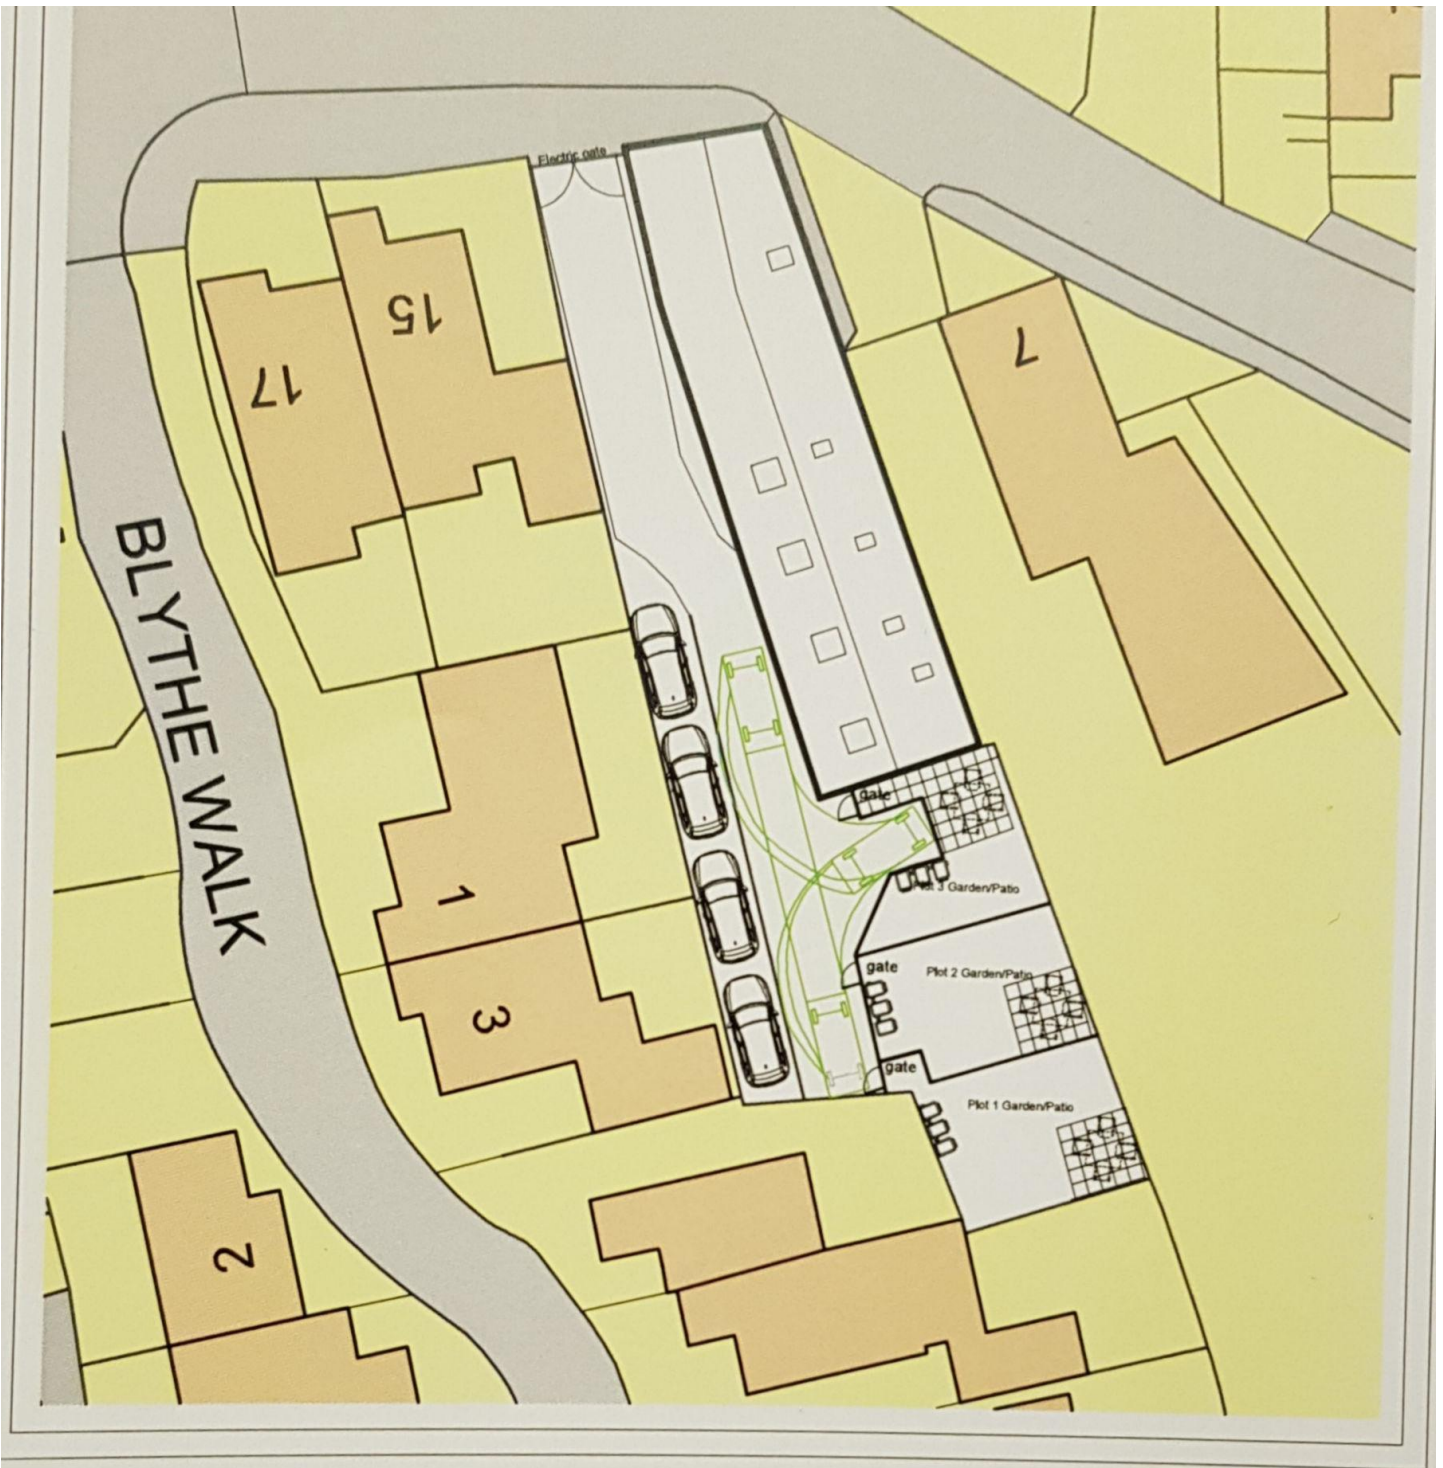 Electric gate
15
17
7
BLYTHE WALK
gate
Plot 3 Garden/Patio
1
gate
Plot 2 Garden/Patio
3
gate
Plot 1 Garden/Patio
2